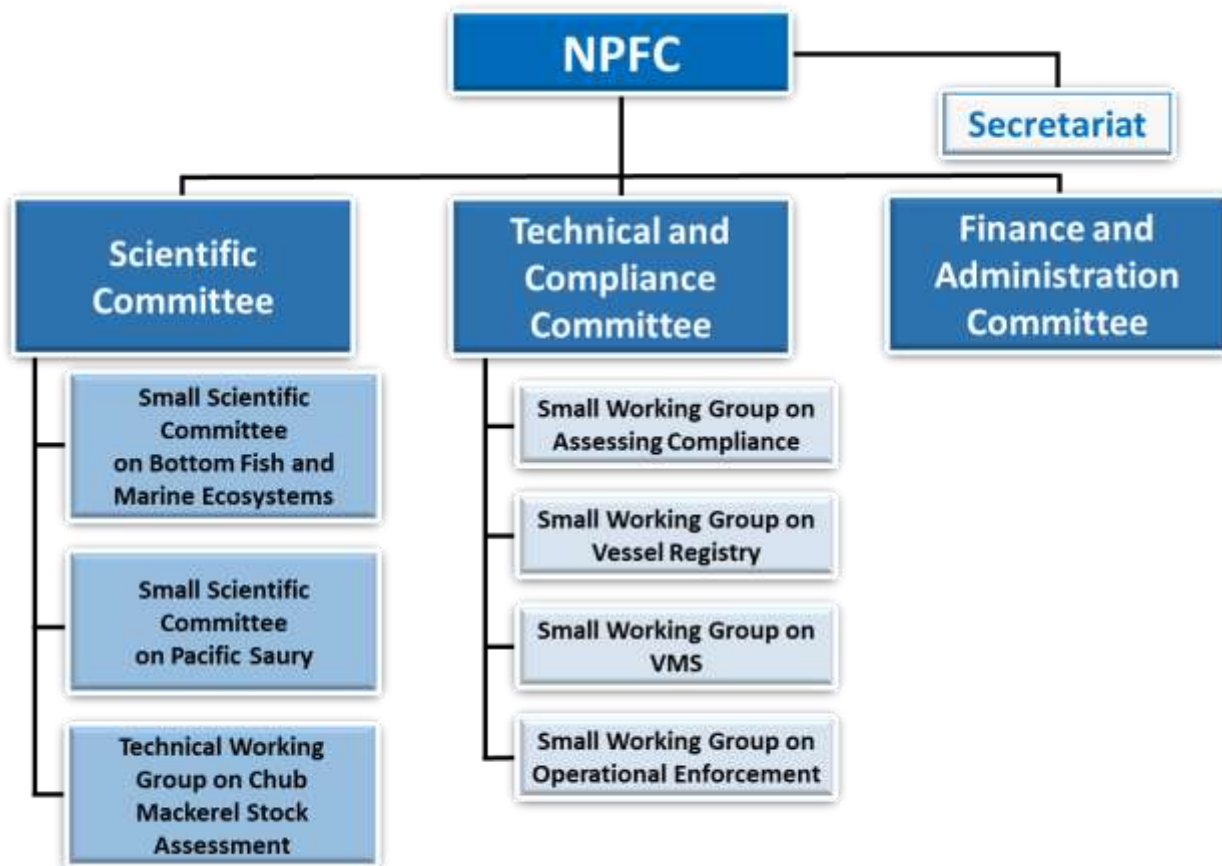 NPFC
Secretariat
Scientific
Committee
Technical and
Compliance
Committee
Finance and
Administration
Committee
Small Scientific
Committee
on Bottom Fish and
Marine Ecosystems
Small Scientific
Committee
on Pacific Saury
Technical Working
Group on Chub
Mackerel Stock
Assessment
Small Working Group on
Assessing Compliance
Small Working Group on
Vessel Registry
Small Working Group on
VMS
Small Working Group on
Operational Enforcement